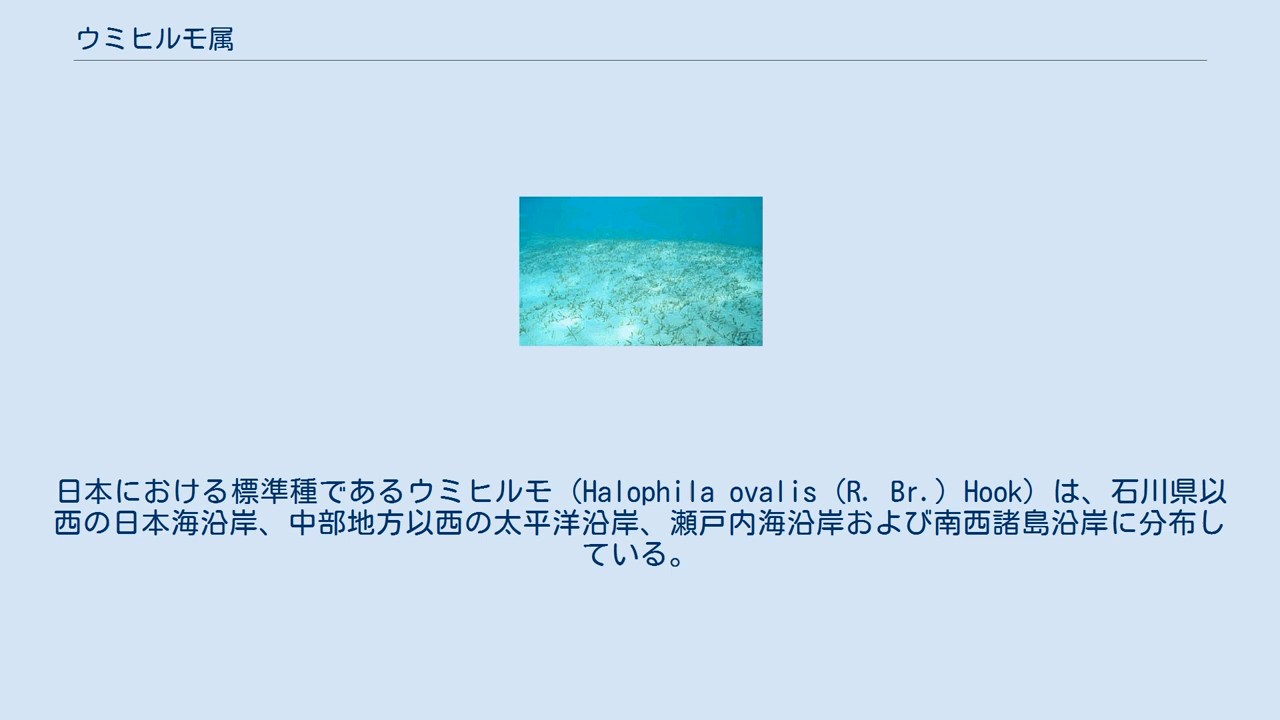 ウミヒルモ属
日本における標準種であるウミヒルモ（Halophila ovalis（R. Br.）Hook）は、石川県以
西の日本海沿岸、中部地方以西の太平洋沿岸、瀬戸内海沿岸および南西諸島沿岸に分布し
ている。